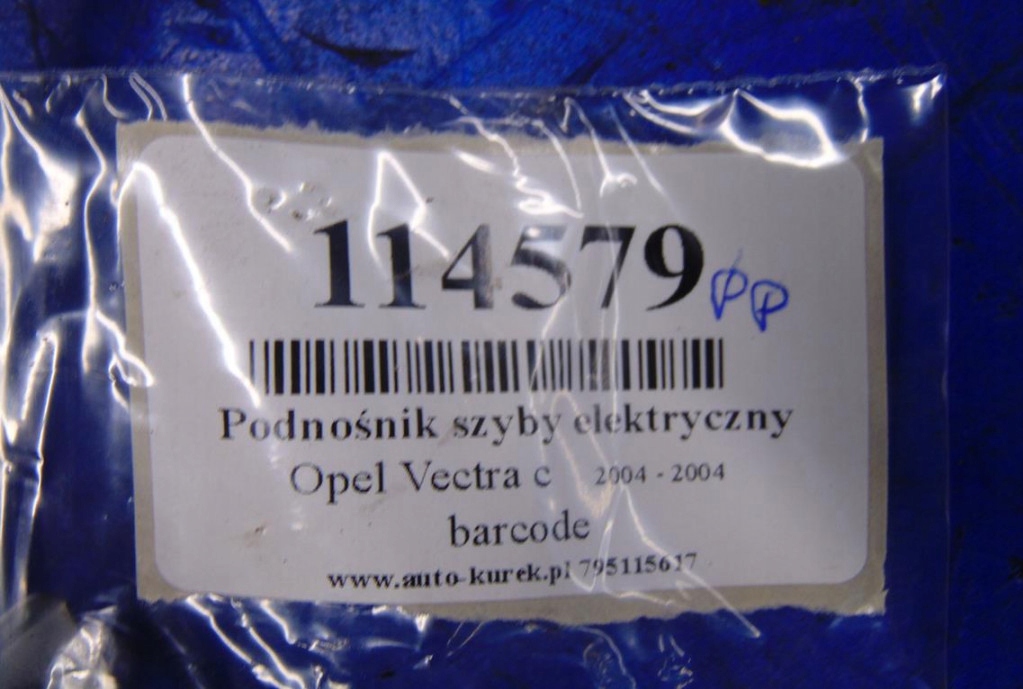 114579 PP
Podnośnik szyby elektryczny
Opel Vectra c 2004 - 2004
barcode
www.auto-kurek.pl 795115617